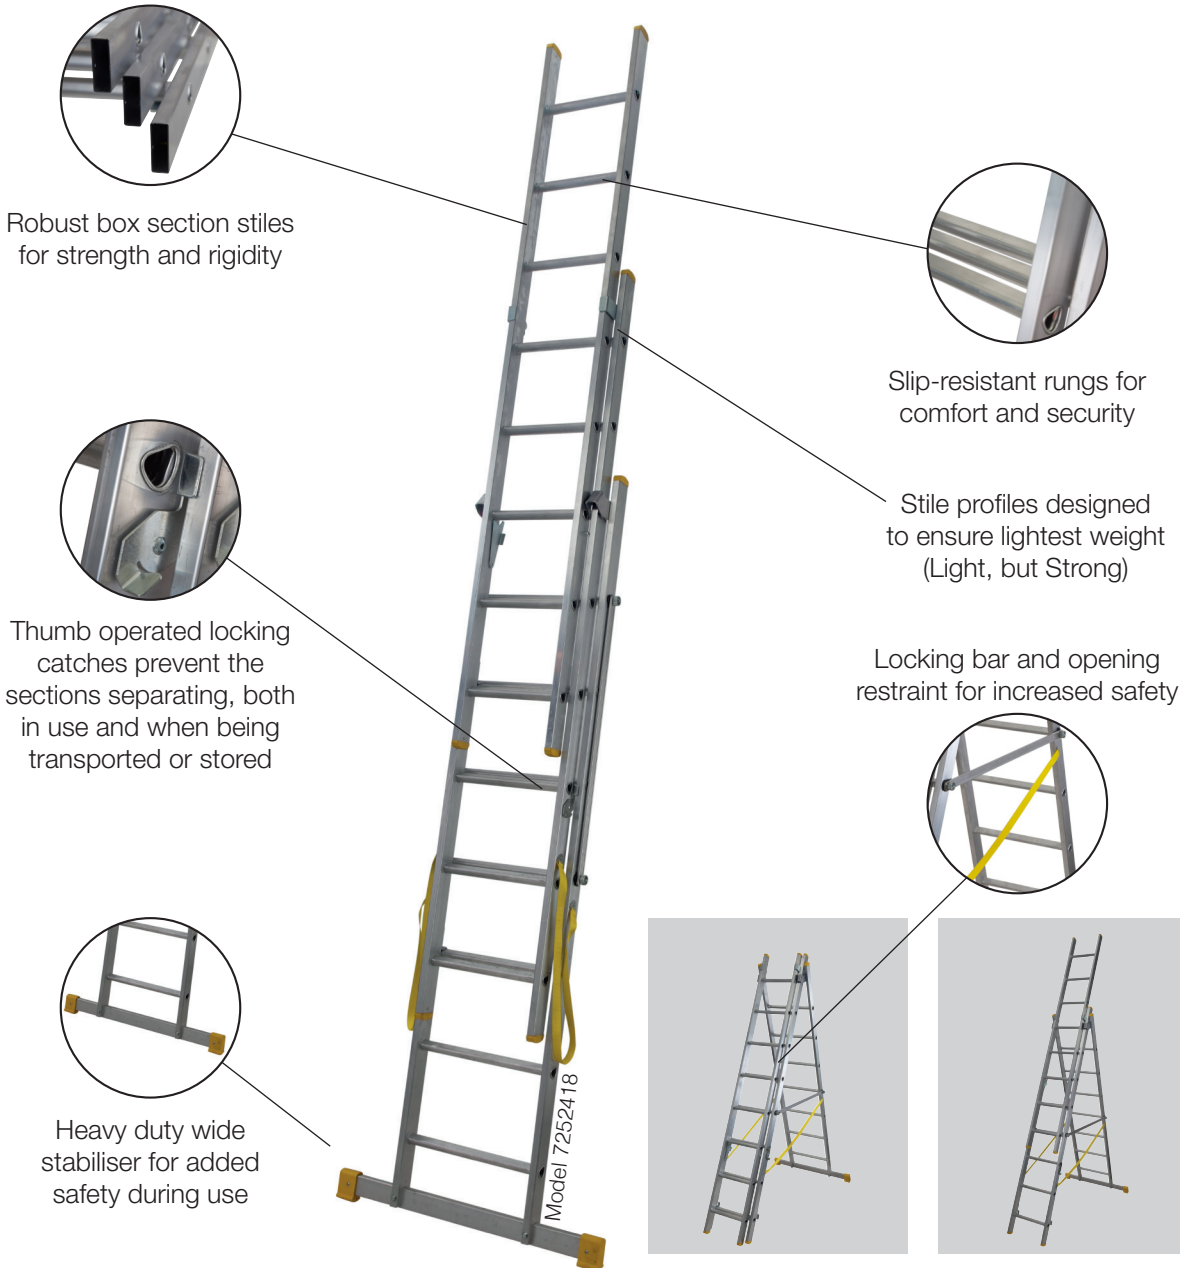 Robust box section stiles
for strength and rigidity
Slip-resistant rungs for
comfort and security
Stile profiles designed
to ensure lightest weight
(Light, but Strong)
Thumb operated locking
catches prevent the
sections separating, both
in use and when being
transported or stored
Locking bar and opening
restraint for increased safety
Heavy duty wide
stabiliser for added
safety during use
Model 7252418